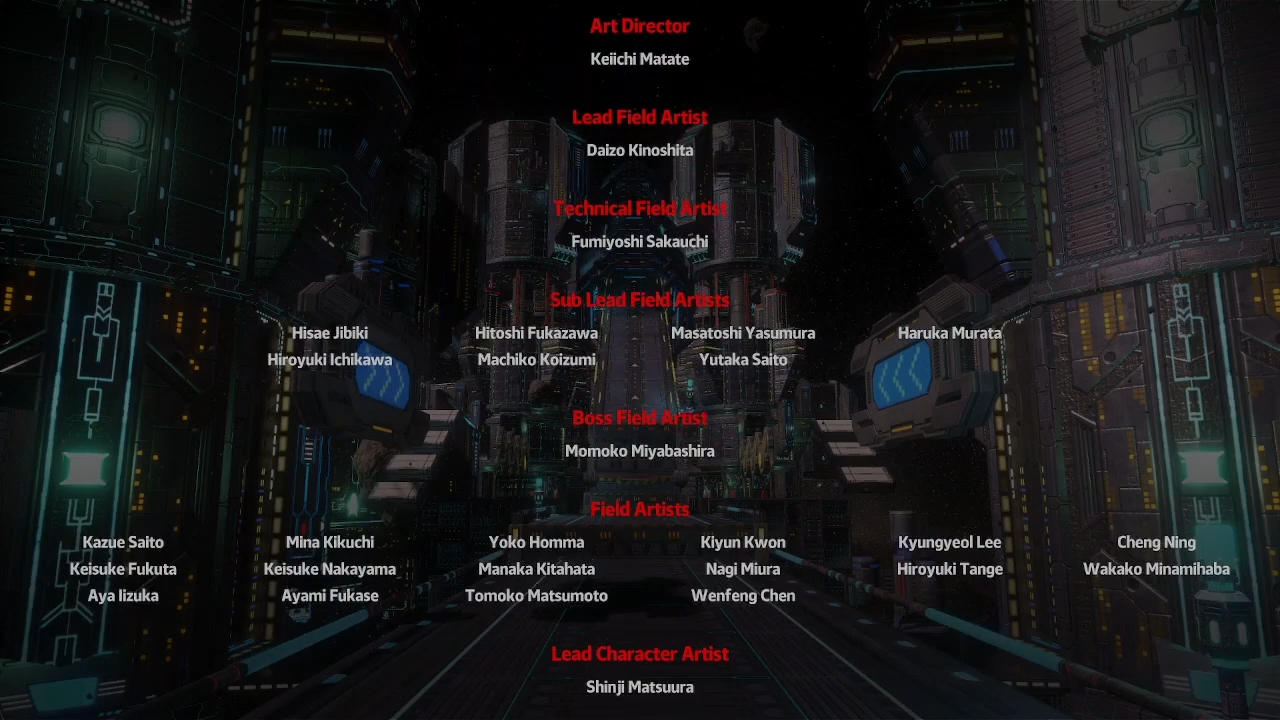 Art Director
Keiichi Matate
Lead Field Artist
Daizo Kinoshita
Technical Field Artist
Fumiyoshi Sakauchi
Sub Lead Field Artists
Hisae Jibiki Hitoshi Fukazawa Masatoshi Yasumura Haruka Murata
Hiroyuki Ichikawa Machiko Koizumi Yutaka Saito
Boss Field Artist
Momoko Miyabashira
Field Artists
Kazue Saito Mina Kikuchi Yoko Homma Kiyun Kwon Kyungyeol Lee Cheng Ning
Keisuke Fukuta Keisuke Nakayama Manaka Kitahata Nagi Miura Hiroyuki Tange Wakako Minamihaba
Aya Iizuka Ayami Fukase Tomoko Matsumoto Wenfeng Chen
Lead Character Artist
Shinji Matsuura